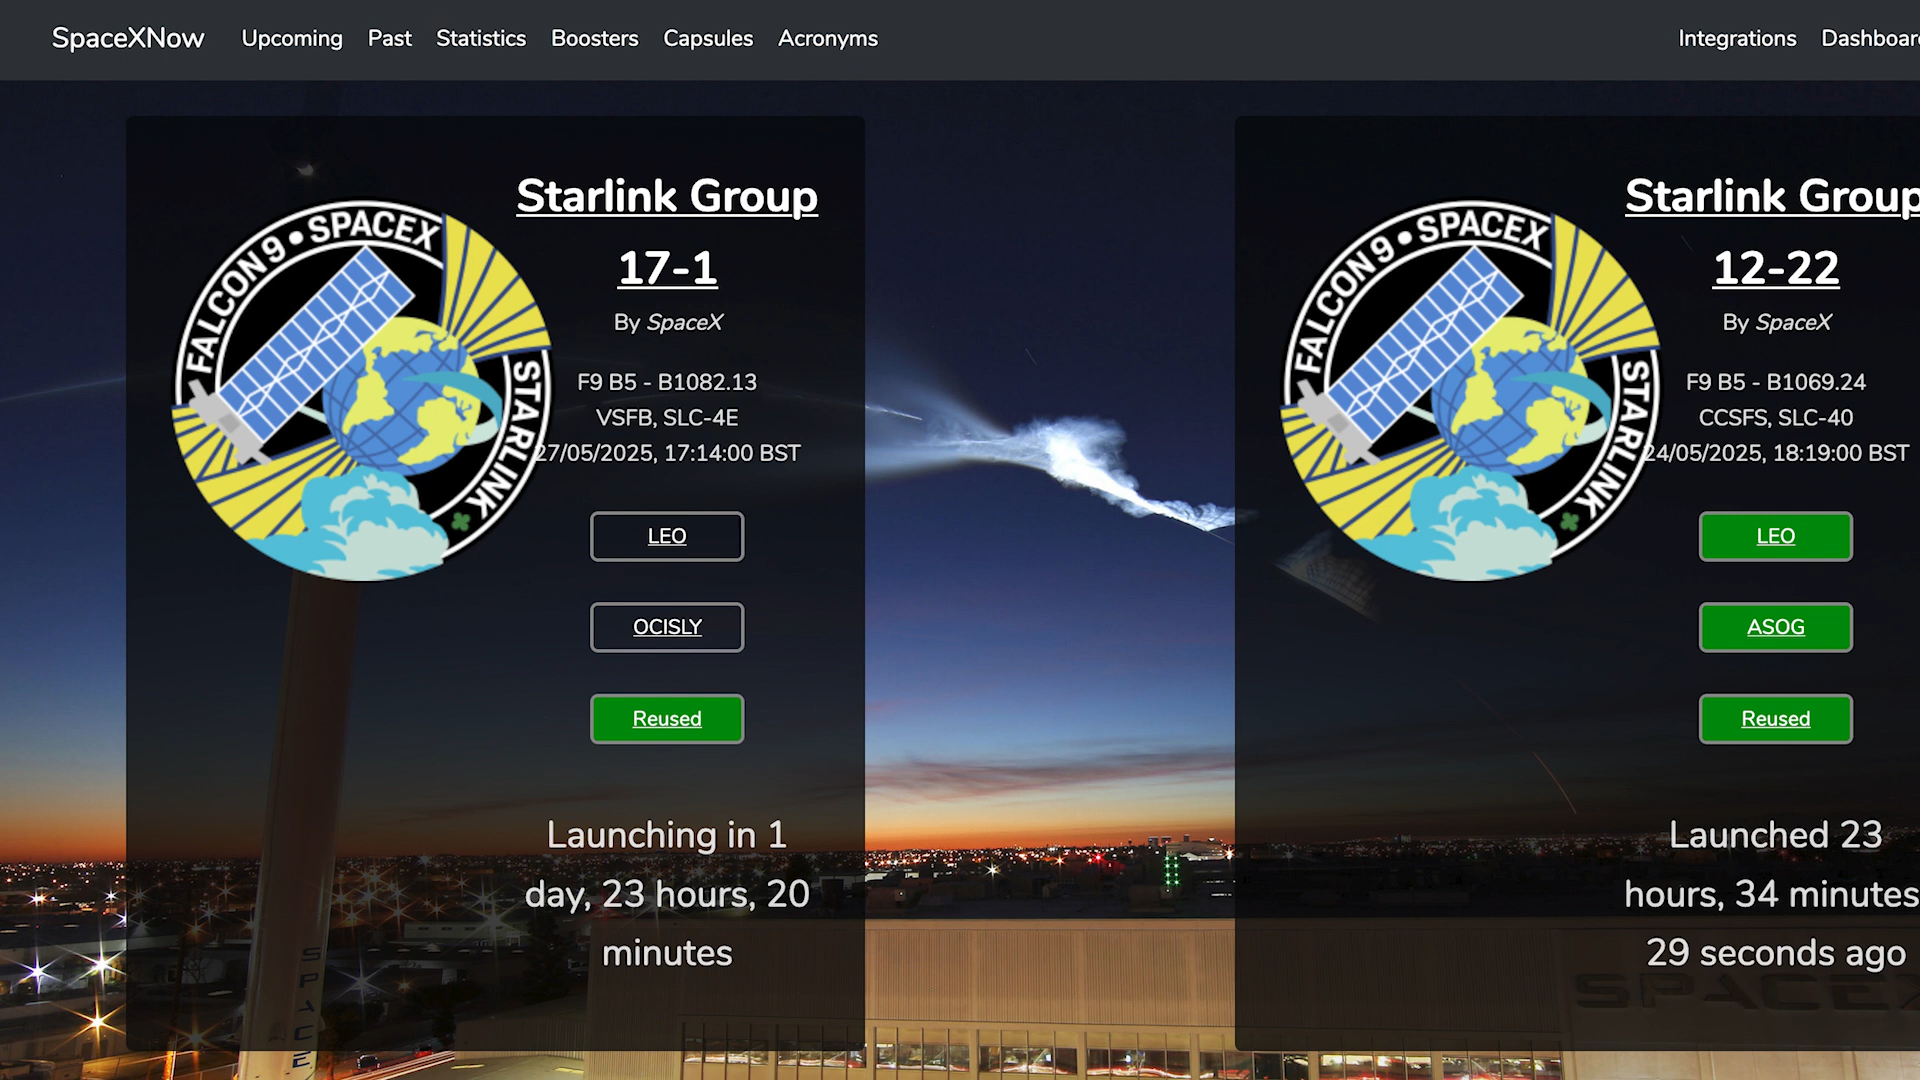 SpaceXNow Upcoming Past Statistics Boosters Capsules Acronyms Integrations Dashboar
FALCON 9 • SPACEX
STARLINK
Starlink Group
17-1
By SpaceX
F9 B5 - B1082.13
VSFB, SLC-4E
27/05/2025, 17:14:00 BST
LEO
OCISLY
Reused
Launching in 1
day, 23 hours, 20
minutes
FALCON 9 • SPACEX
STARLINK
Starlink Group
12-22
By SpaceX
F9 B5 - B1069.24
CCSFS, SLC-40
24/05/2025, 18:19:00 BST
LEO
ASOG
Reused
Launched 23
hours, 34 minutes
29 seconds ago
SPACE
SPACEX